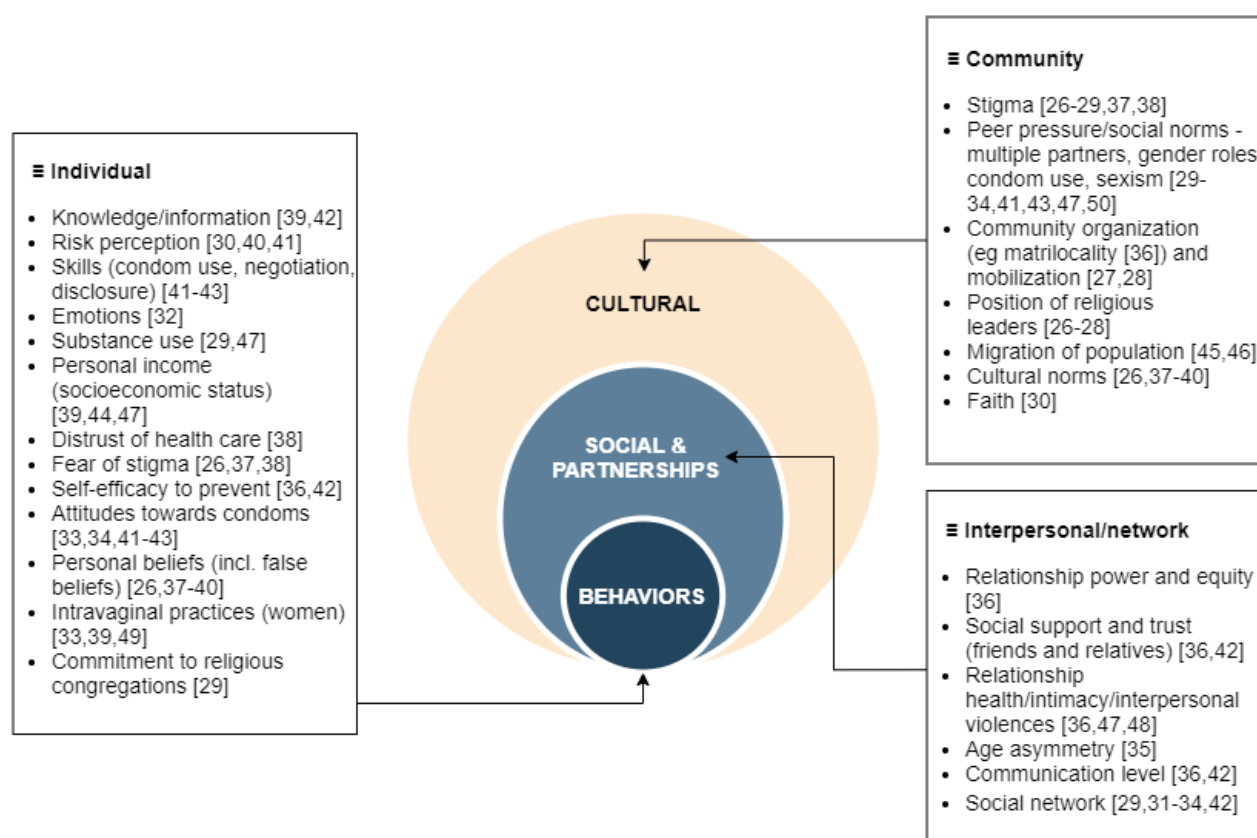 ≡ Individual
• Knowledge/information [39,42]
• Risk perception [30,40,41]
• Skills (condom use, negotiation,
disclosure) [41-43]
• Emotions [32]
• Substance use [29,47]
• Personal income
(socioeconomic status)
[39,44,47]
• Distrust of health care [38]
• Fear of stigma [26,37,38]
• Self-efficacy to prevent [36,42]
• Attitudes towards condoms
[33,34,41-43]
• Personal beliefs (incl. false
beliefs) [26,37-40]
• Intravaginal practices (women)
[33,39,49]
• Commitment to religious
congregations [29]
CULTURAL
SOCIAL &
PARTNERSHIPS
BEHAVIORS
≡ Community
• Stigma [26-29,37,38]
• Peer pressure/social norms -
multiple partners, gender roles
condom use, sexism [29-
34,41,43,47,50]
• Community organization
(eg matrilocality [36]) and
mobilization [27,28]
• Position of religious
leaders [26-28]
• Migration of population [45,46]
• Cultural norms [26,37-40]
• Faith [30]
≡ Interpersonal/network
• Relationship power and equity
[36]
• Social support and trust
(friends and relatives) [36,42]
• Relationship
health/intimacy/interpersonal
violences [36,47,48]
• Age asymmetry [35]
• Communication level [36,42]
• Social network [29,31-34,42]